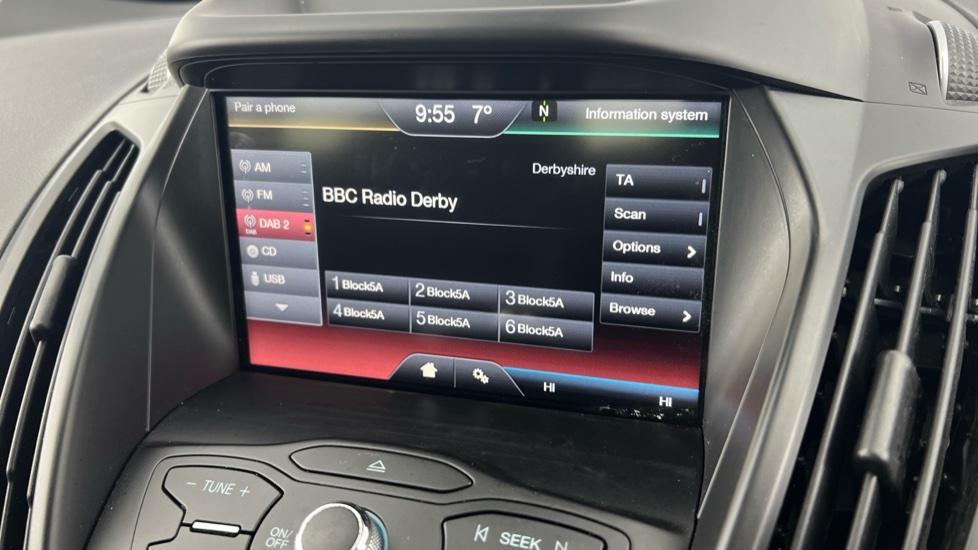 Pair a phone 9:55 7° N Information system
AM
FM
DAB 2
DAB
CD
USB
Derbyshire
BBC Radio Derby
1 Block5A 2 Block5A 3 Block5A
4 Block5A 5 Block5A 6 Block5A
TA
Scan
Options
Info
Browse
HI HI
- TUNE +
ON/
OFF
SEEK